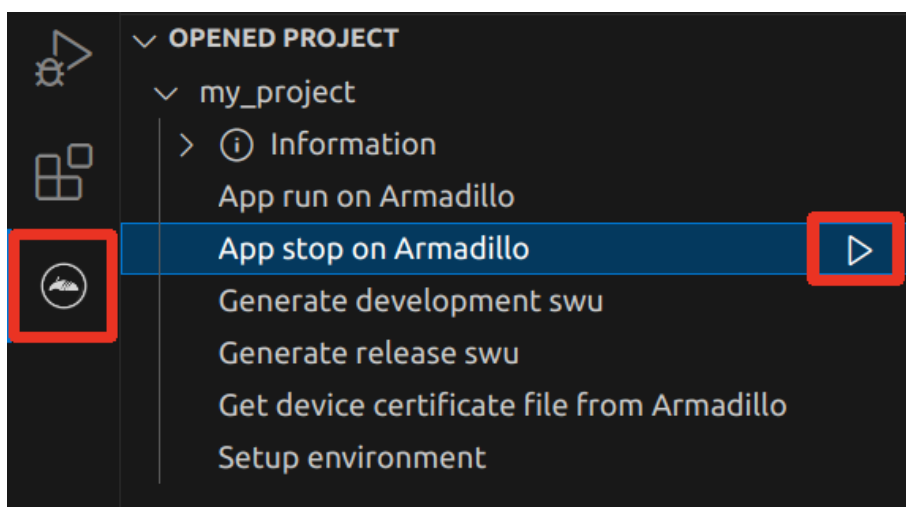 OPENED PROJECT
my_project
Information
App run on Armadillo
App stop on Armadillo
Generate development swu
Generate release swu
Get device certificate file from Armadillo
Setup environment